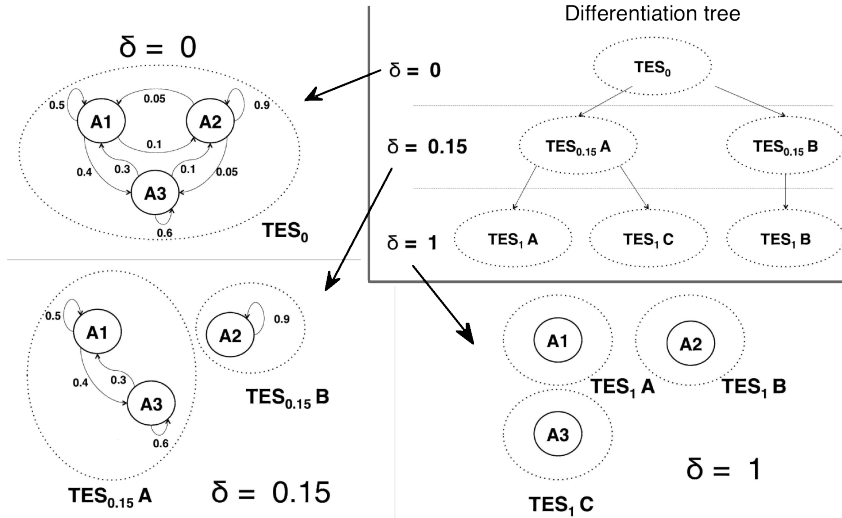 Differentiation tree
δ = 0
0.5
0.05
0.9
A1
A2
0.1
0.4
0.3
0.1
0.05
A3
0.6
TES₀
δ = 0
TES₀
δ = 0.15
TES₀.₁₅ A
TES₀.₁₅ B
δ = 1
TES₁ A
TES₁ C
TES₁ B
0.5
A1
0.4
0.3
A3
0.6
A2
0.9
TES₀.₁₅ B
TES₀.₁₅ A
δ = 0.15
A1
A2
TES₁ A
TES₁ B
A3
TES₁ C
δ = 1